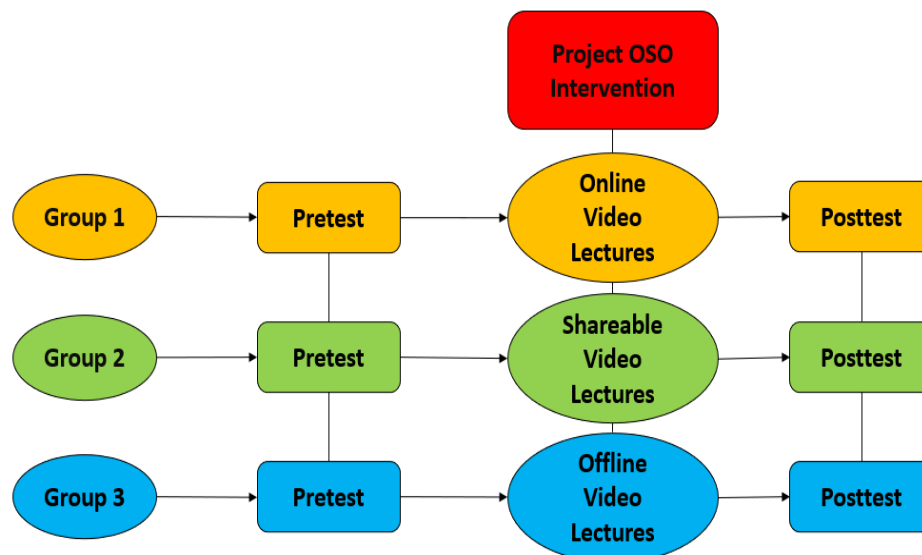 Project OSO
Intervention
Group 1
Pretest
Online
Video
Lectures
Posttest
Group 2
Pretest
Shareable
Video
Lectures
Posttest
Group 3
Pretest
Offline
Video
Lectures
Posttest